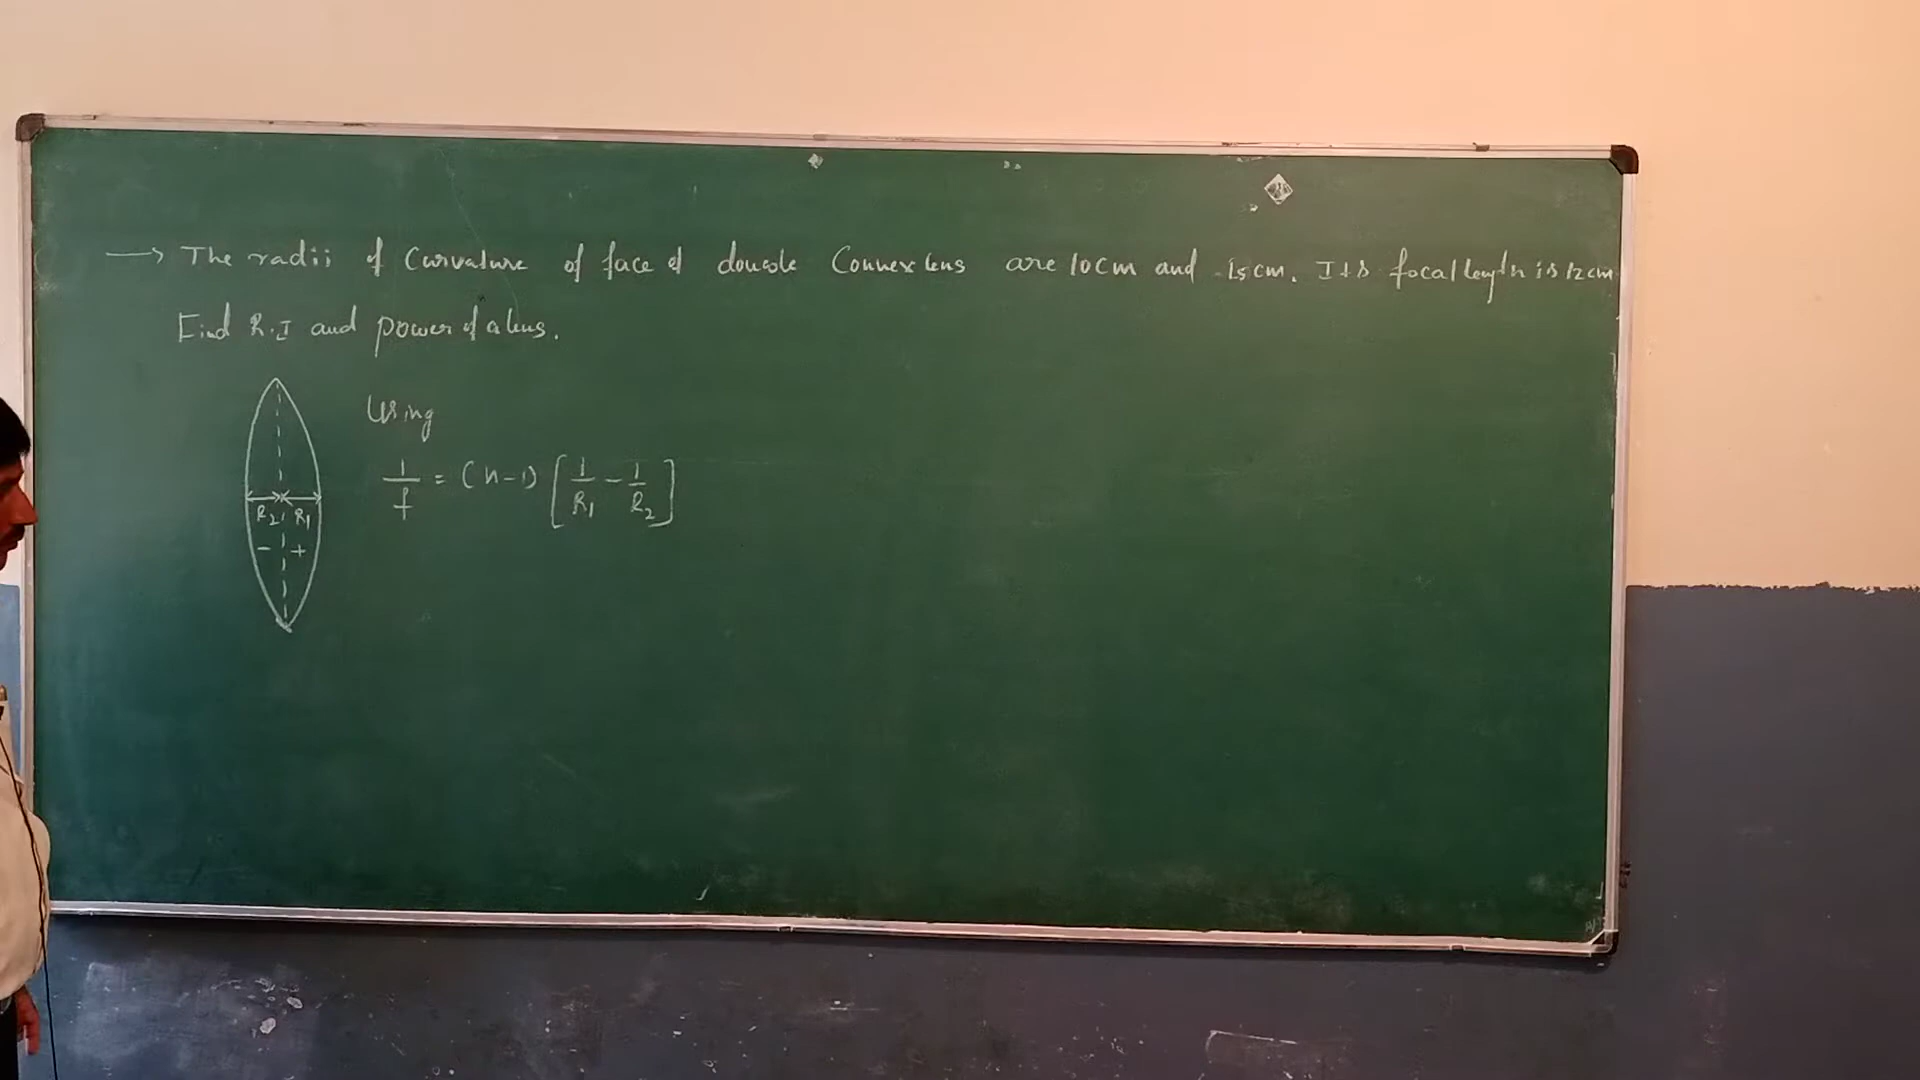 → The radii of Curvature of face of double Convex lens are 10cm and 15cm. Its focal length is 12cm
Find R.I and power of a lens.
Using
1/f = (n-1) [1/R₁ - 1/R₂]
R₂ R₁
- +